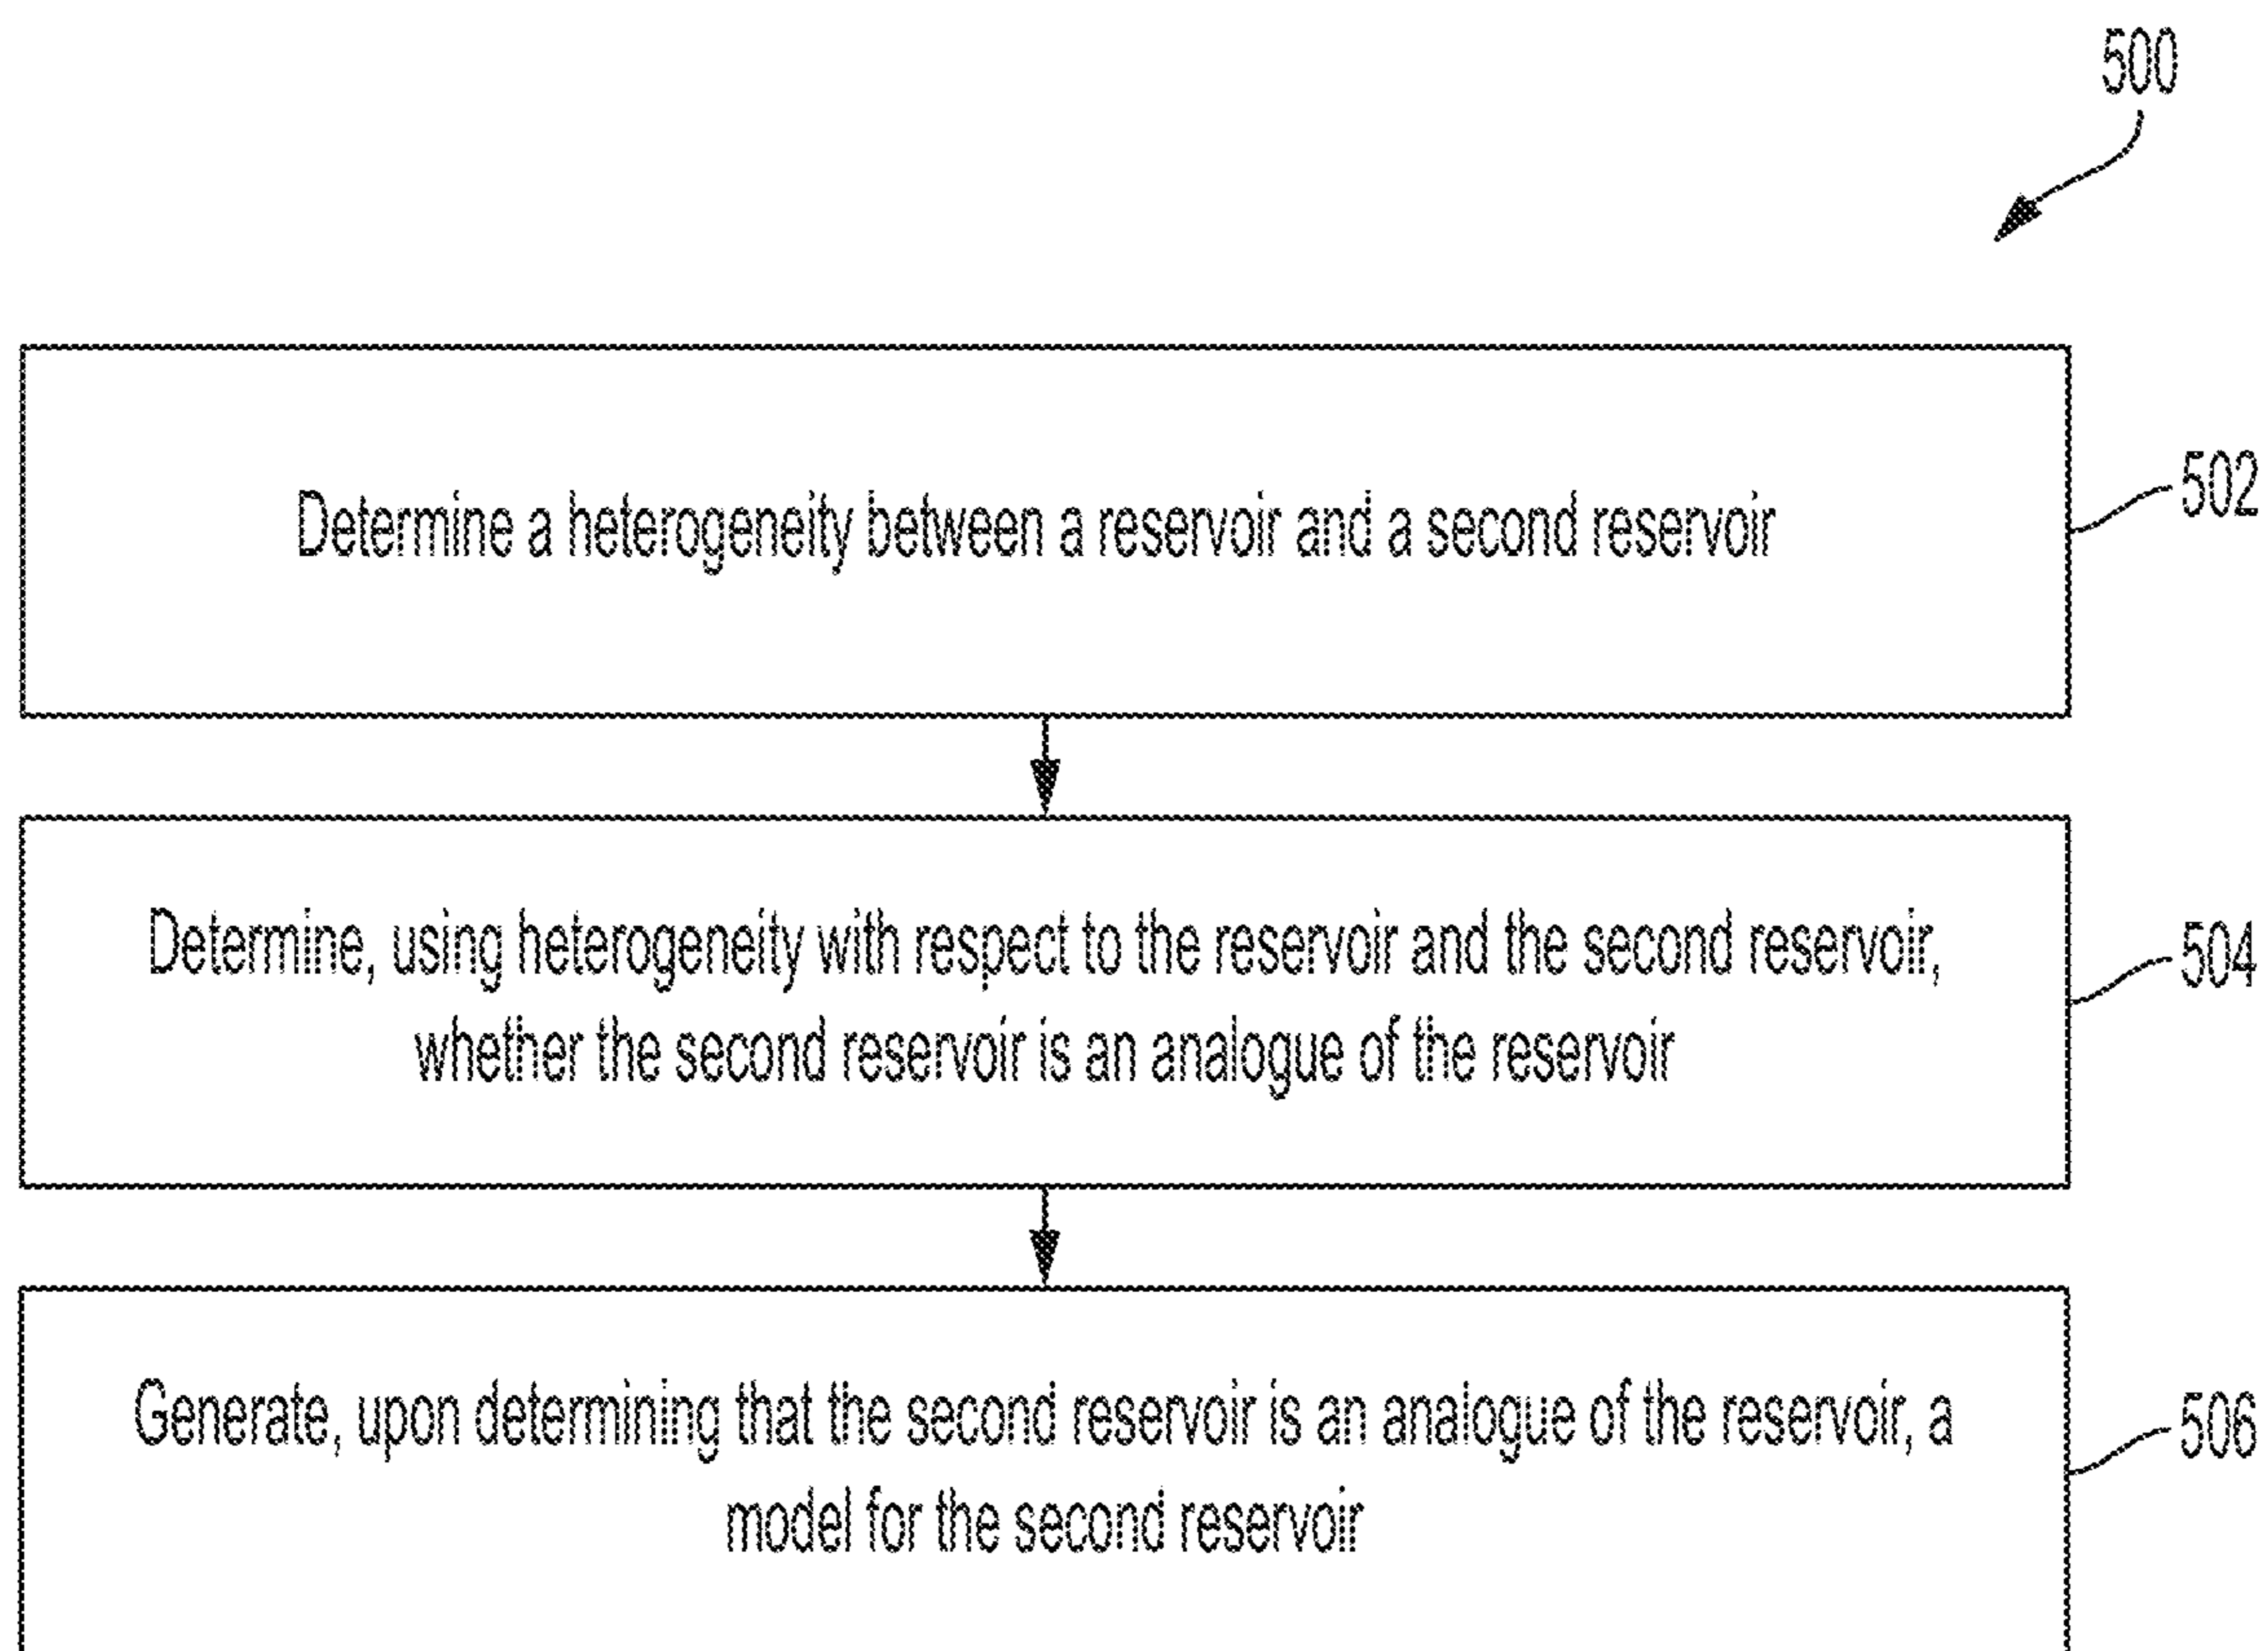 500
Determine a heterogeneity between a reservoir and a second reservoir
502
Determine, using heterogeneity with respect to the reservoir and the second reservoir,
whether the second reservoir is an analogue of the reservoir
504
Generate, upon determining that the second reservoir is an analogue of the reservoir, a
model for the second reservoir
506